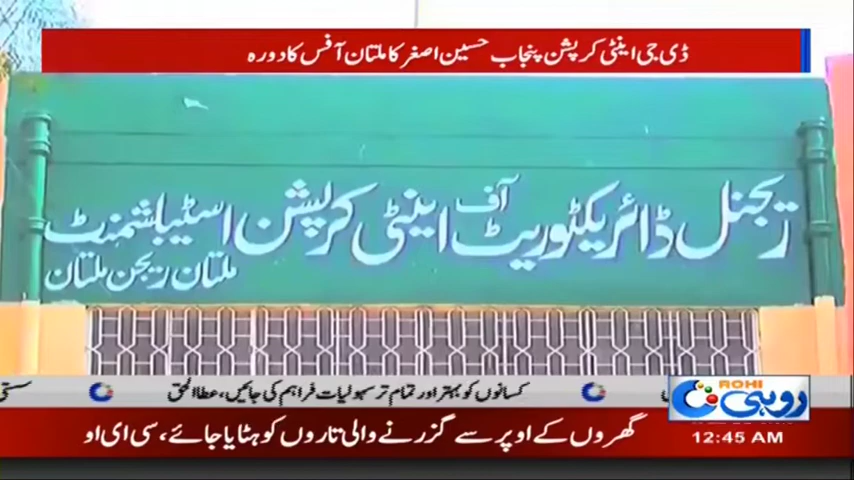 ڈی جی اینٹی کرپشن پنجاب حسین اصغر کا ملتان آفس کا دورہ
ریجنل ڈائریکٹوریٹ آف اینٹی کرپشن اسٹیبلشمنٹ
ملتان ریجن ملتان
کسانوں کو بہتر اور تمام تر سہولیات فراہم کی جائیں، عطاالحق
سستی
ROHI
روہی
گھروں کے اوپر سے گزرنے والی تاروں کو ہٹایا جائے، سی ای او
12:45 AM